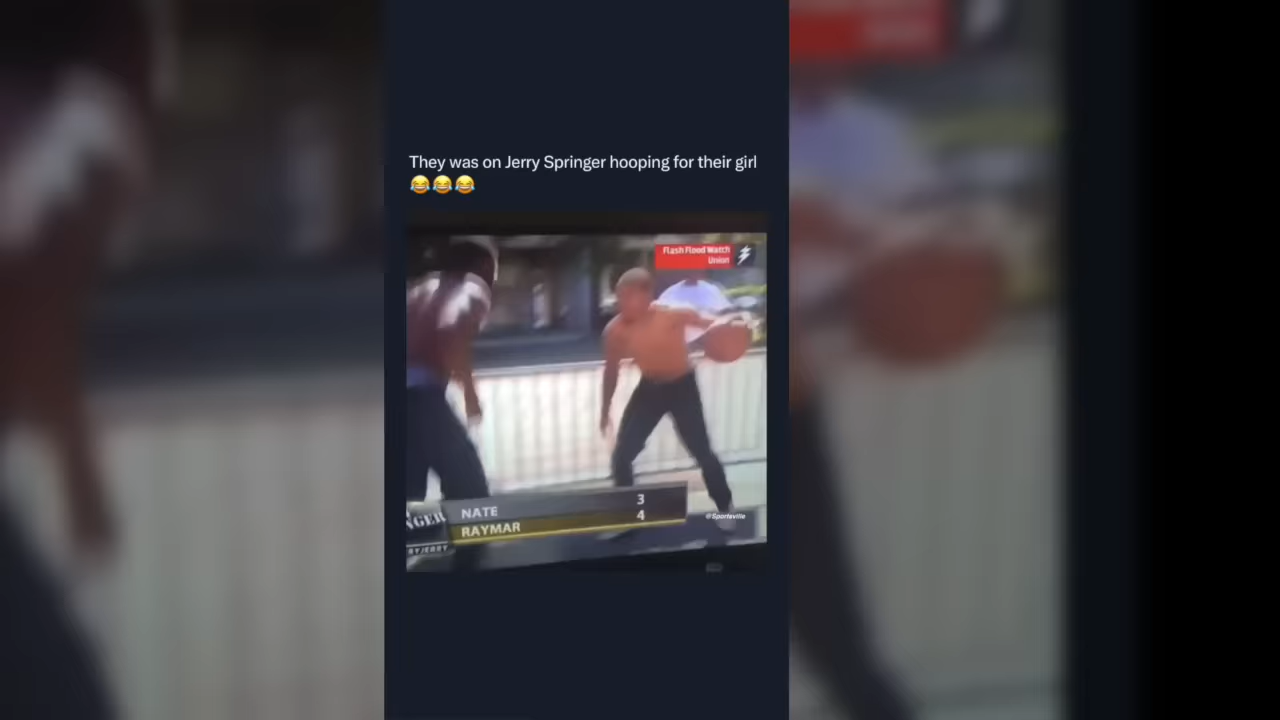 They was on Jerry Springer hooping for their girl
😂😂😂
Flash Flood Watch
Union
NATE 3
RAYMAR 4
@Sportsville